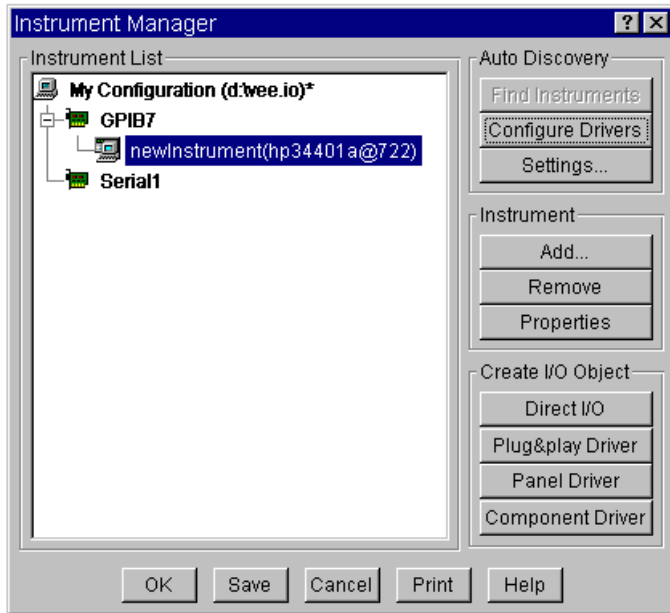 Instrument Manager
Instrument List
My Configuration (d:\vee.io)*
GPIB7
newInstrument(hp34401a@722)
Serial1
Auto Discovery
Find Instruments
Configure Drivers
Settings...
Instrument
Add...
Remove
Properties
Create I/O Object
Direct I/O
Plug&play Driver
Panel Driver
Component Driver
OK
Save
Cancel
Print
Help